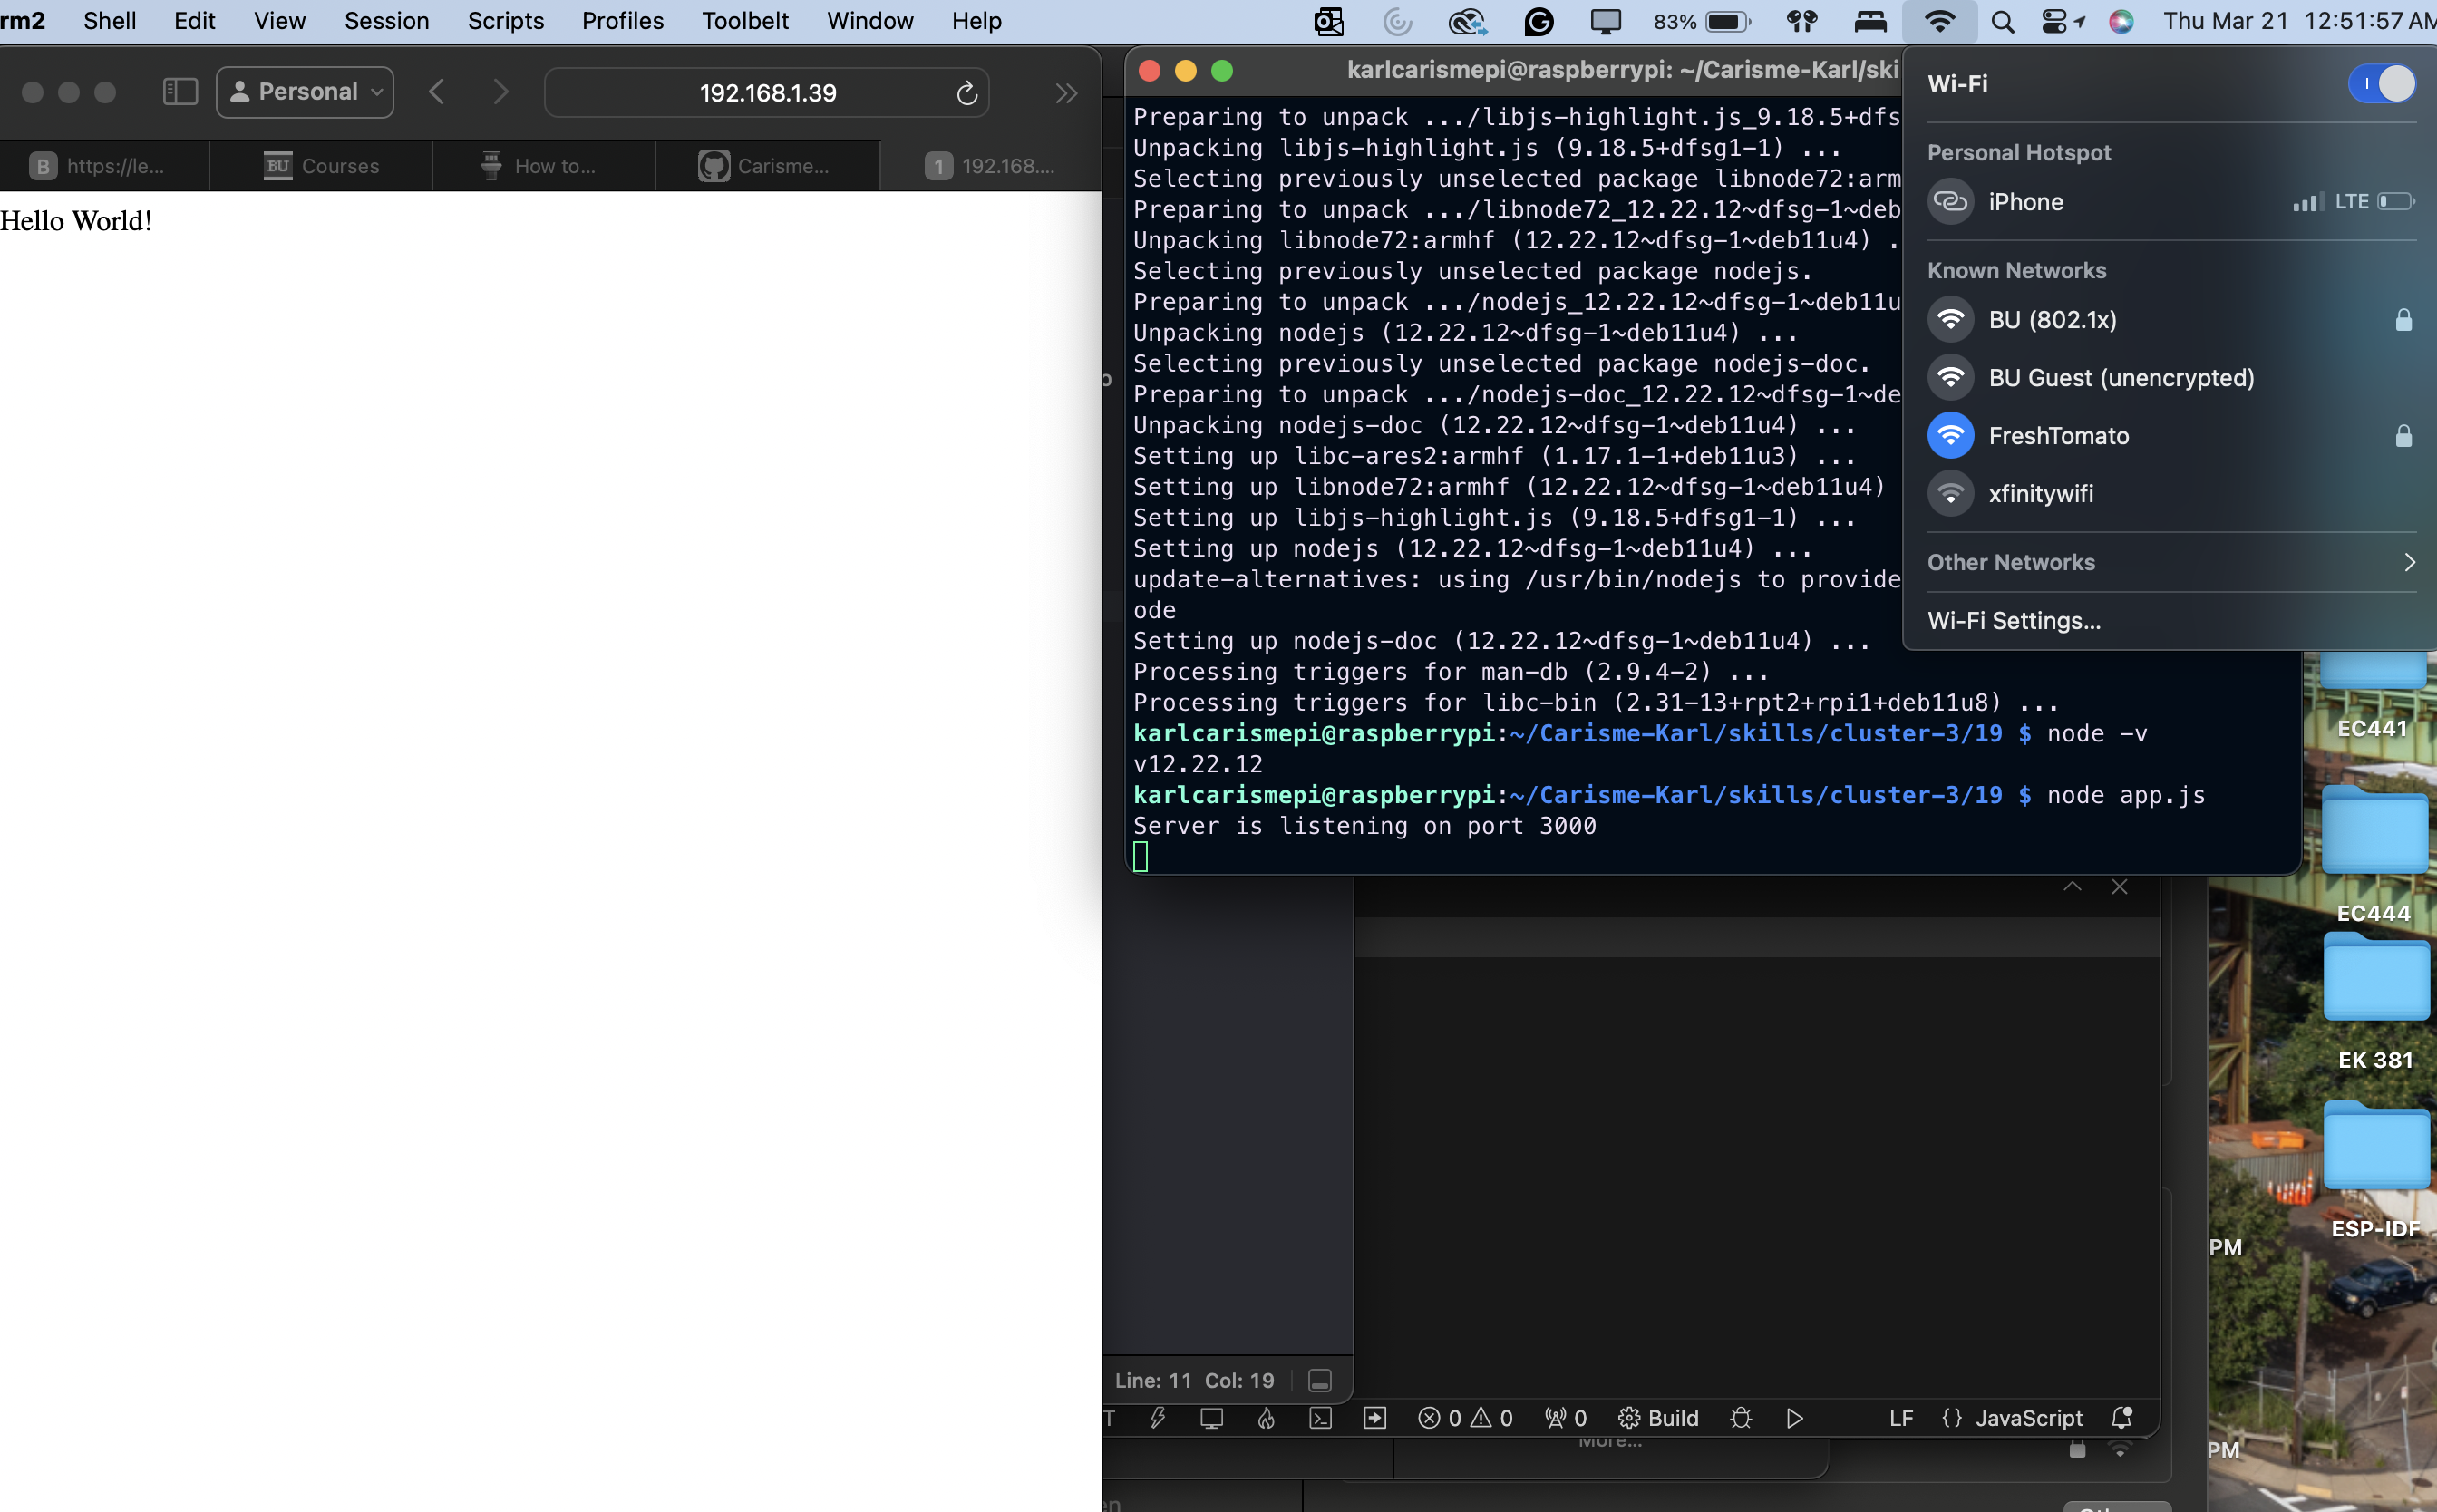 rm2 Shell Edit View Session Scripts Profiles Toolbelt Window Help 83% Thu Mar 21 12:51:57 AM
Personal 192.168.1.39
B https://le... BU Courses How to... Carisme... 1 192.168....
Hello World!
karlcarismepi@raspberrypi: ~/Carisme-Karl/ski
Preparing to unpack .../libjs-highlight.js_9.18.5+dfs
Unpacking libjs-highlight.js (9.18.5+dfsg1-1) ...
Selecting previously unselected package libnode72:arm
Preparing to unpack .../libnode72_12.22.12~dfsg-1~deb
Unpacking libnode72:armhf (12.22.12~dfsg-1~deb11u4) .
Selecting previously unselected package nodejs.
Preparing to unpack .../nodejs_12.22.12~dfsg-1~deb11u
Unpacking nodejs (12.22.12~dfsg-1~deb11u4) ...
Selecting previously unselected package nodejs-doc.
Preparing to unpack .../nodejs-doc_12.22.12~dfsg-1~de
Unpacking nodejs-doc (12.22.12~dfsg-1~deb11u4) ...
Setting up libc-ares2:armhf (1.17.1-1+deb11u3) ...
Setting up libnode72:armhf (12.22.12~dfsg-1~deb11u4)
Setting up libjs-highlight.js (9.18.5+dfsg1-1) ...
Setting up nodejs (12.22.12~dfsg-1~deb11u4) ...
update-alternatives: using /usr/bin/nodejs to provide
ode
Setting up nodejs-doc (12.22.12~dfsg-1~deb11u4) ...
Processing triggers for man-db (2.9.4-2) ...
Processing triggers for libc-bin (2.31-13+rpt2+rpi1+deb11u8) ...
karlcarismepi@raspberrypi:~/Carisme-Karl/skills/cluster-3/19 $ node -v
v12.22.12
karlcarismepi@raspberrypi:~/Carisme-Karl/skills/cluster-3/19 $ node app.js
Server is listening on port 3000
Wi-Fi
Personal Hotspot
iPhone LTE
Known Networks
BU (802.1x)
BU Guest (unencrypted)
FreshTomato
xfinitywifi
Other Networks
Wi-Fi Settings...
EC441
EC444
EK 381
ESP-IDF
PM
Line: 11 Col: 19
0 0 0 Build LF {} JavaScript
More...
PM